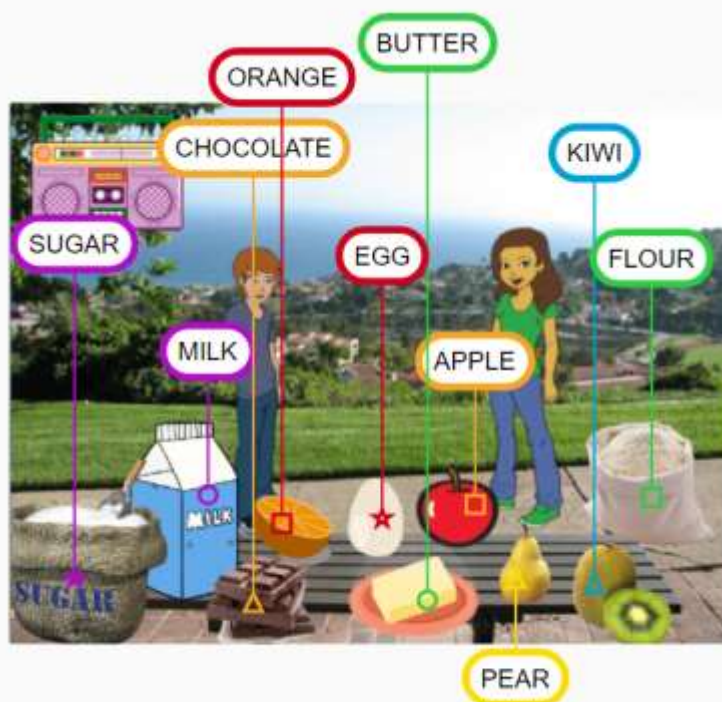 BUTTER
ORANGE
CHOCOLATE
KIWI
SUGAR
EGG
FLOUR
MILK
APPLE
MILK
SUGAR
PEAR